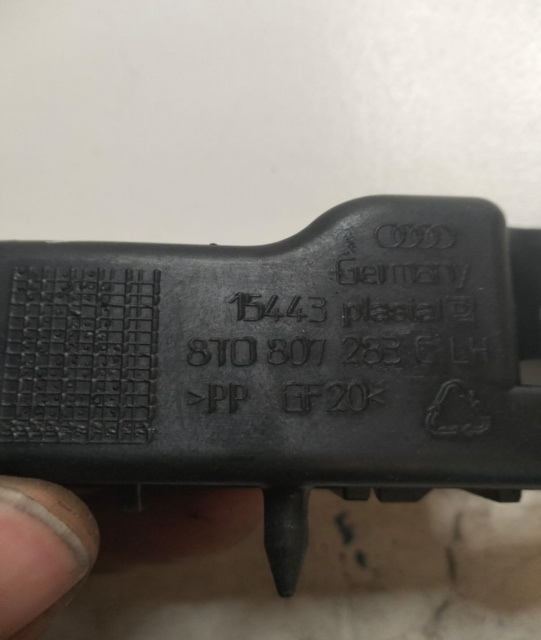 Germany
15443 plastal
8T0 807 283 C LH
>PP GF20<